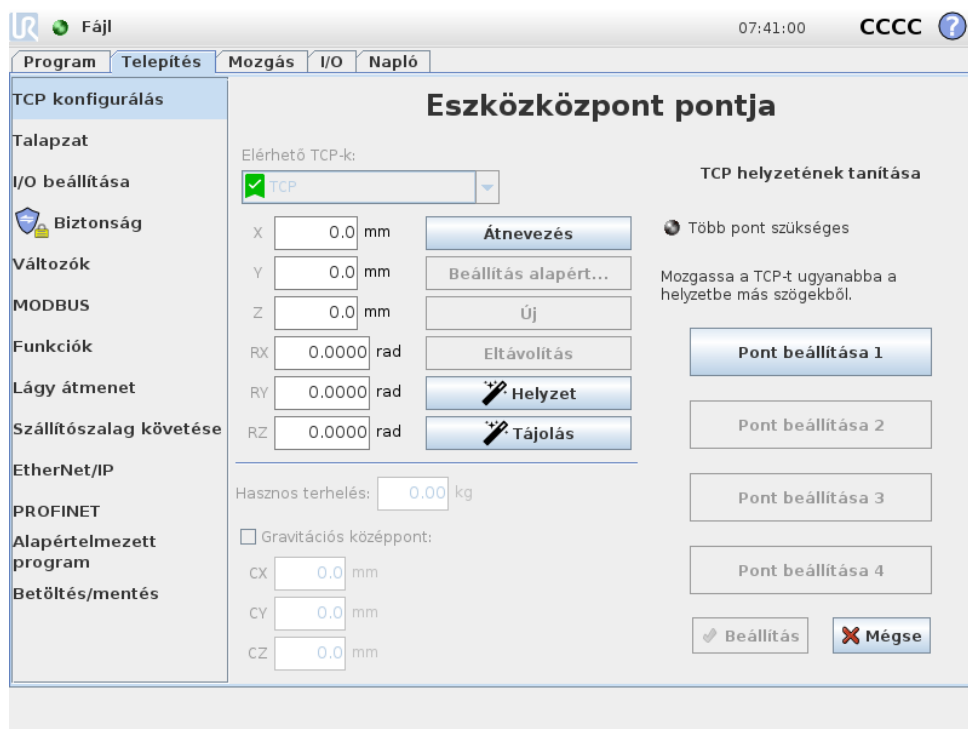 UR Fájl 07:41:00 CCCC ?
Program Telepítés Mozgás I/O Napló
TCP konfigurálás
Talapzat
I/O beállítása
Biztonság
Változók
MODBUS
Funkciók
Lágy átmenet
Szállítószalag követése
EtherNet/IP
PROFINET
Alapértelmezett
program
Betöltés/mentés
Eszközközpont pontja
Elérhető TCP-k:
TCP
X 0.0 mm Átnevezés
Y 0.0 mm Beállítás alapért...
Z 0.0 mm Új
RX 0.0000 rad Eltávolítás
RY 0.0000 rad Helyzet
RZ 0.0000 rad Tájolás
Hasznos terhelés: 0.00 kg
Gravitációs középpont:
CX 0.0 mm
CY 0.0 mm
CZ 0.0 mm
TCP helyzetének tanítása
Több pont szükséges
Mozgassa a TCP-t ugyanabba a
helyzetbe más szögekből.
Pont beállítása 1
Pont beállítása 2
Pont beállítása 3
Pont beállítása 4
Beállítás Mégse